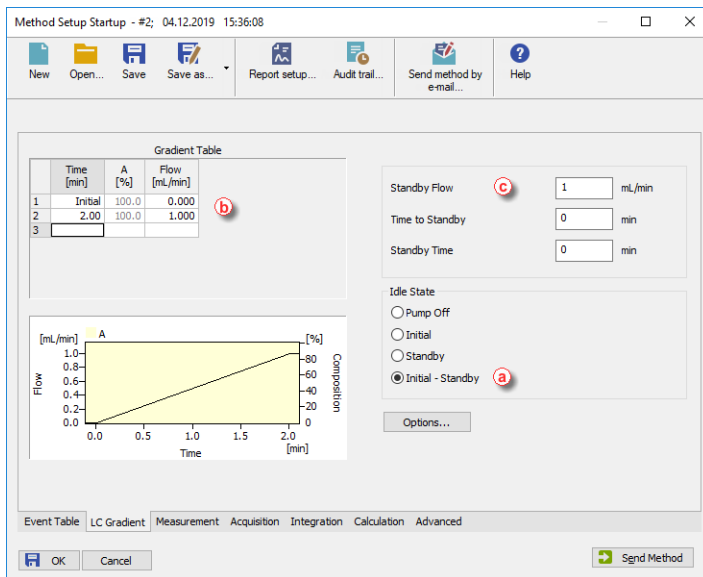 Method Setup Startup - #2; 04.12.2019 15:36:08
New Open... Save Save as... Report setup... Audit trail... Send method by e-mail... Help
Gradient Table
Time [min] A [%] Flow [mL/min]
1 Initial 100.0 0.000
2 2.00 100.0 1.000
3
b
Standby Flow c 1 mL/min
Time to Standby 0 min
Standby Time 0 min
Idle State
Pump Off
Initial
Standby
Initial - Standby a
Options...
[mL/min] A [%]
1.0
0.8
0.6
0.4
0.2
0.0
Flow
80
60
40
20
0
Composition
0.0 0.5 1.0 1.5 2.0
Time [min]
Event Table LC Gradient Measurement Acquisition Integration Calculation Advanced
OK Cancel Send Method